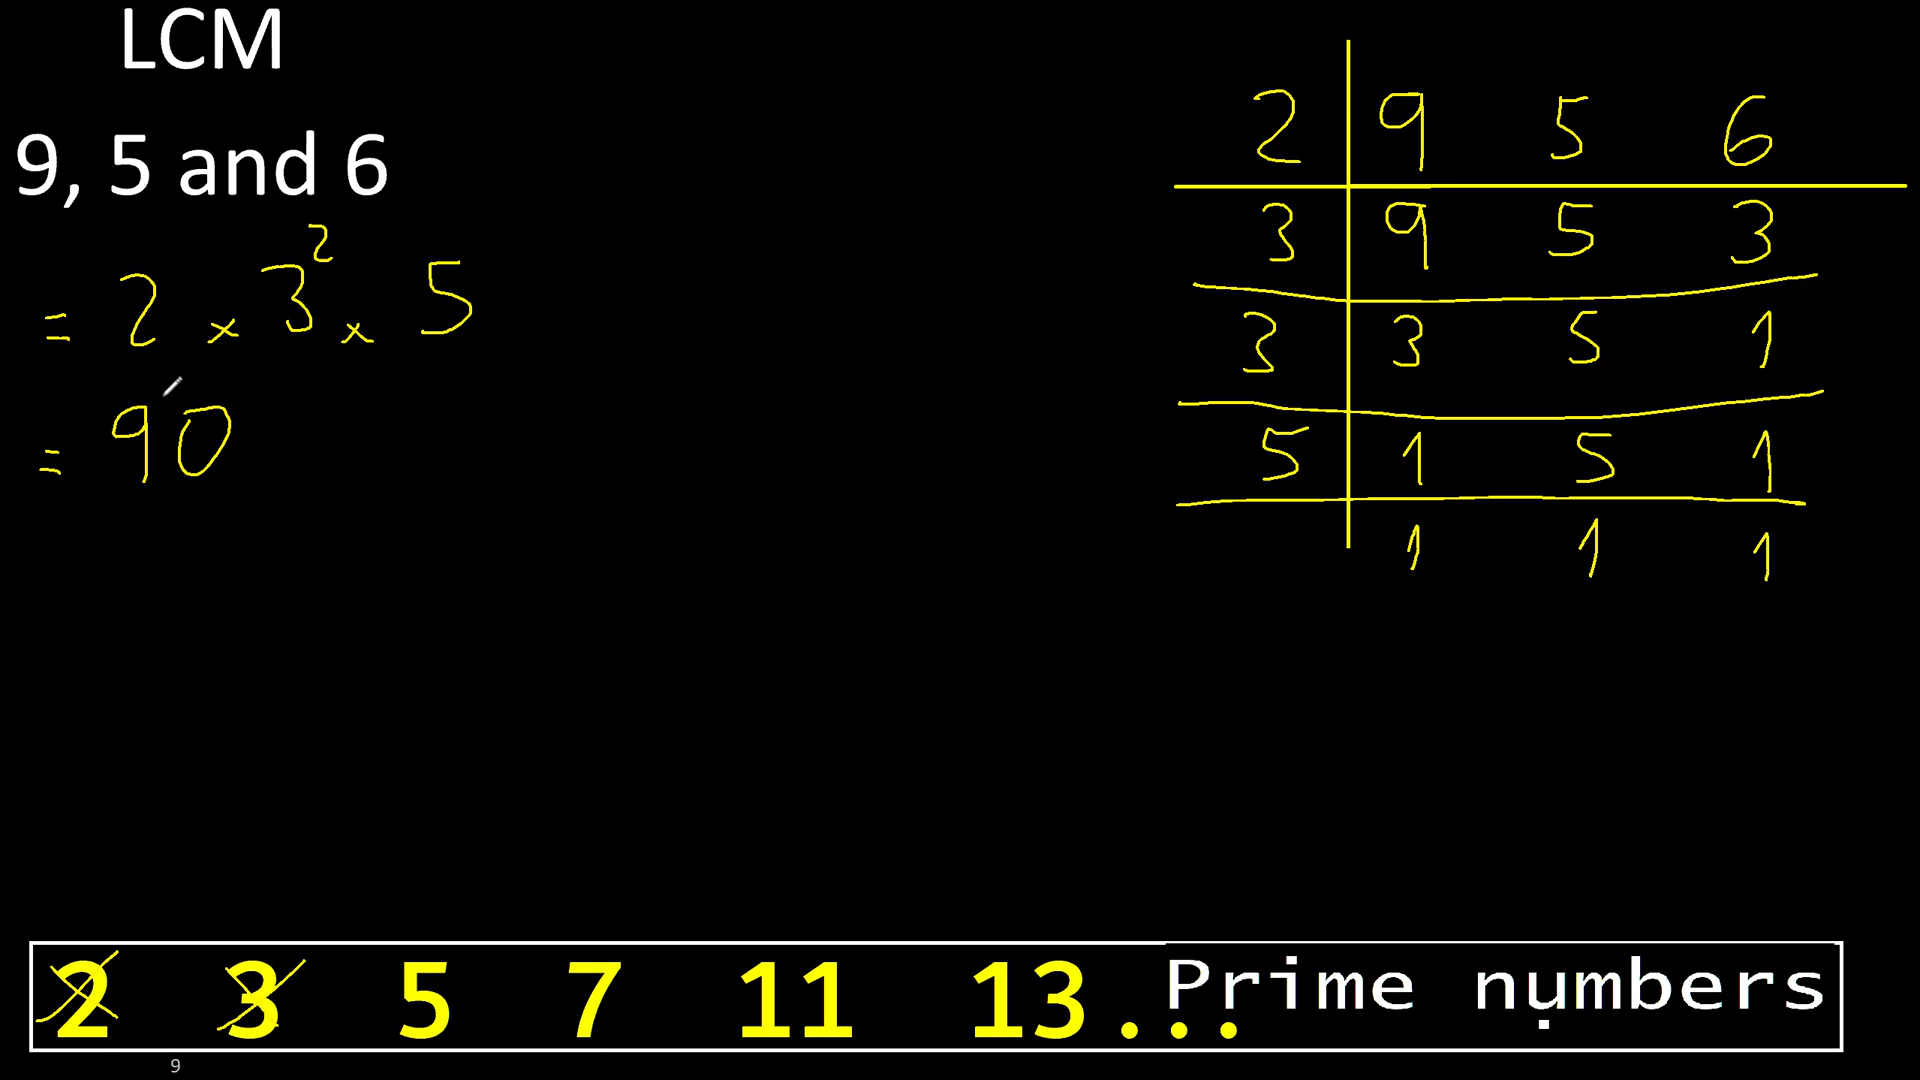 LCM
9, 5 and 6
= 2 × 3² × 5
= 90
2 9 5 6
3 9 5 3
3 3 5 1
5 1 5 1
1 1 1
2 3 5 7 11 13 ... Prime numbers
9